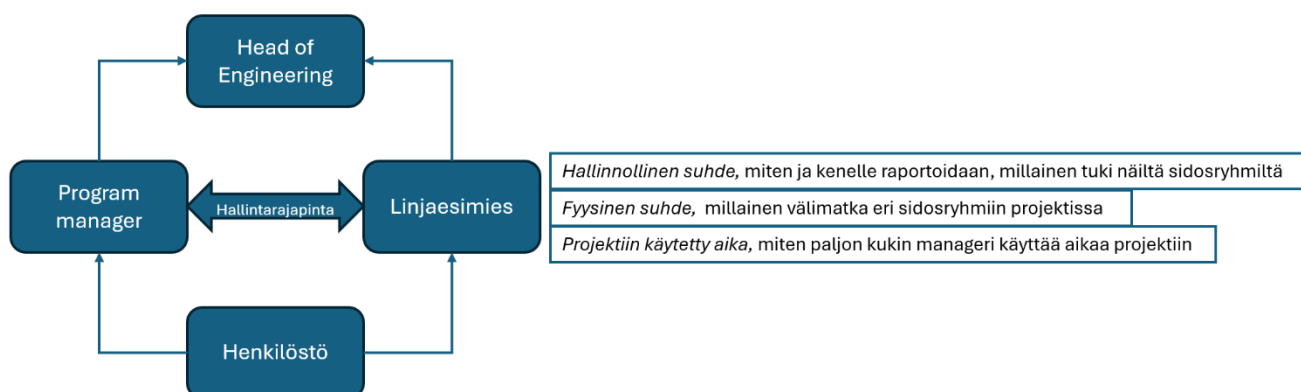 Head of
Engineering
Program
manager
Hallintarajapinta
Linjaesimies
Hallinnollinen suhde, miten ja kenelle raportoidaan, millainen tuki näiltä sidosryhmiltä
Fyysinen suhde, millainen välimatka eri sidosryhmiin projektissa
Projektiin käytetty aika, miten paljon kukin manageri käyttää aikaa projektiin
Henkilöstö